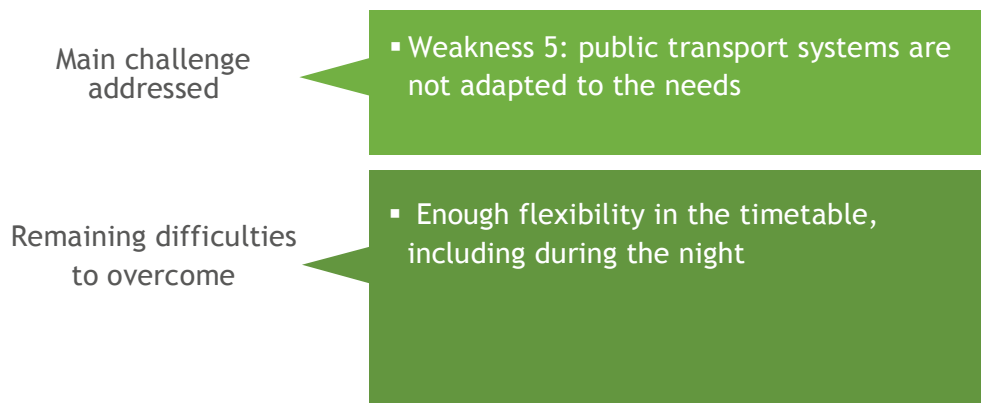 Main challenge
addressed
▪ Weakness 5: public transport systems are
not adapted to the needs
Remaining difficulties
to overcome
▪ Enough flexibility in the timetable,
including during the night